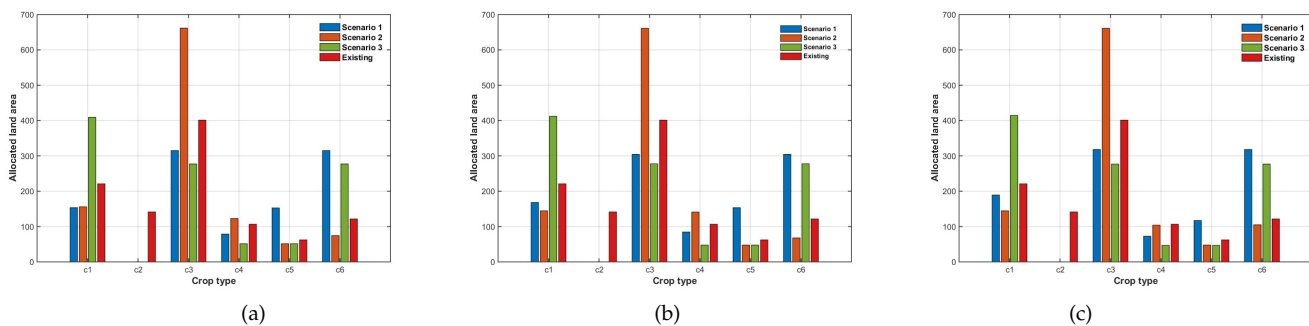 700
600
500
400
300
200
100
0
Allocated land area
Scenario 1
Scenario 2
Scenario 3
Existing
c1 c2 c3 c4 c5 c6
Crop type
(a)
700
600
500
400
300
200
100
0
Allocated land area
Scenario 1
Scenario 2
Scenario 3
Existing
c1 c2 c3 c4 c5 c6
Crop type
(b)
700
600
500
400
300
200
100
0
Allocated land area
Scenario 1
Scenario 2
Scenario 3
Existing
c1 c2 c3 c4 c5 c6
Crop type
(c)